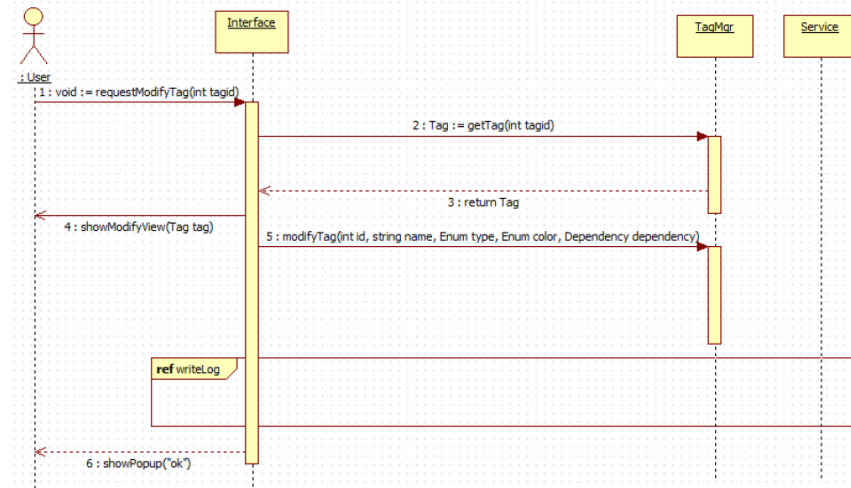 Interface
TagMgr
Service
: User
1 : void := requestModifyTag(int tagid)
2 : Tag := getTag(int tagid)
3 : return Tag
4 : showModifyView(Tag tag)
5 : modifyTag(int id, string name, Enum type, Enum color, Dependency dependency)
ref writeLog
6 : showPopup("ok")